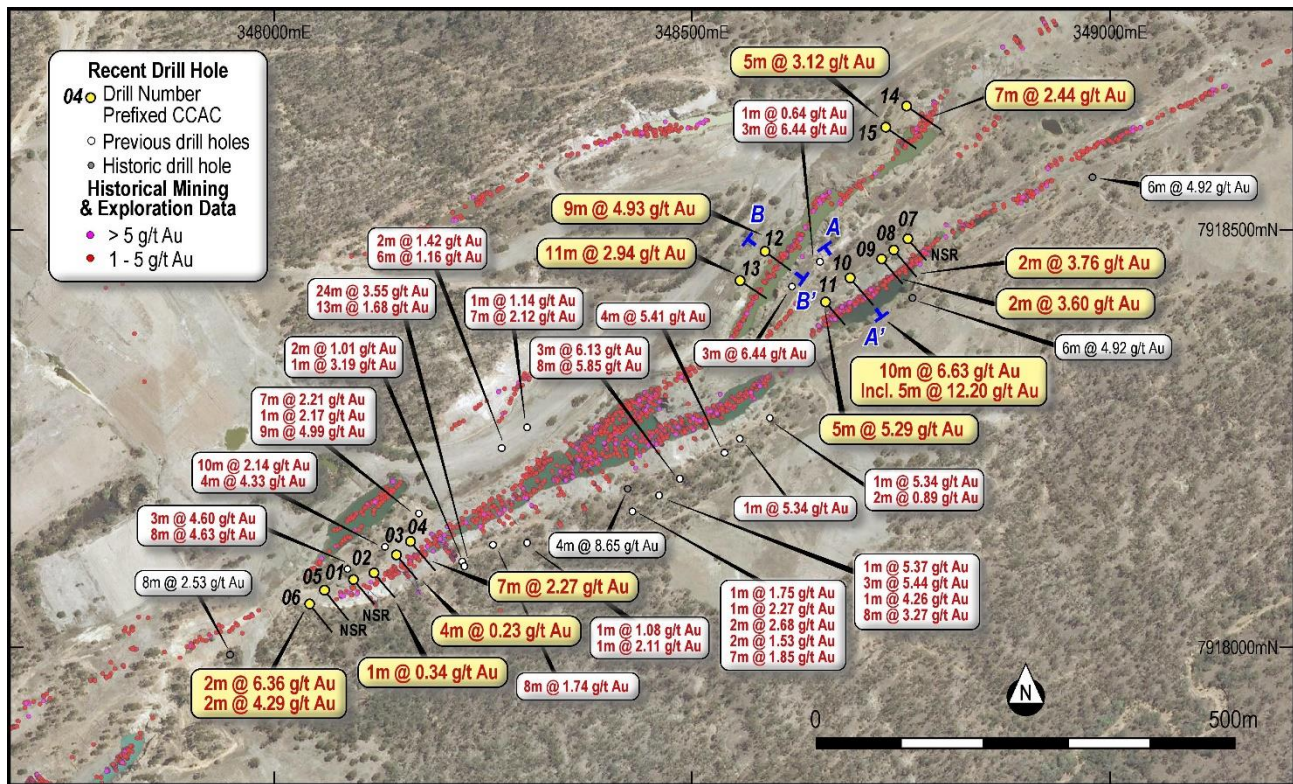 348000mE
348500mE
349000mE
7918500mN
7918000mN
Recent Drill Hole
04 Drill Number
Prefixed CCAC
Previous drill holes
Historic drill hole
Historical Mining
& Exploration Data
> 5 g/t Au
1 - 5 g/t Au
5m @ 3.12 g/t Au
14
7m @ 2.44 g/t Au
1m @ 0.64 g/t Au
3m @ 6.44 g/t Au
15
6m @ 4.92 g/t Au
9m @ 4.93 g/t Au
B
A
12
07
08
09
NSR
2m @ 1.42 g/t Au
6m @ 1.16 g/t Au
11m @ 2.94 g/t Au
13
B'
10
11
A'
2m @ 3.76 g/t Au
2m @ 3.60 g/t Au
24m @ 3.55 g/t Au
13m @ 1.68 g/t Au
1m @ 1.14 g/t Au
7m @ 2.12 g/t Au
4m @ 5.41 g/t Au
3m @ 6.44 g/t Au
6m @ 4.92 g/t Au
2m @ 1.01 g/t Au
1m @ 3.19 g/t Au
3m @ 6.13 g/t Au
8m @ 5.85 g/t Au
10m @ 6.63 g/t Au
Incl. 5m @ 12.20 g/t Au
7m @ 2.21 g/t Au
1m @ 2.17 g/t Au
9m @ 4.99 g/t Au
5m @ 5.29 g/t Au
10m @ 2.14 g/t Au
4m @ 4.33 g/t Au
1m @ 5.34 g/t Au
2m @ 0.89 g/t Au
3m @ 4.60 g/t Au
8m @ 4.63 g/t Au
1m @ 5.34 g/t Au
04
03
02
01
05
06
NSR
NSR
4m @ 8.65 g/t Au
8m @ 2.53 g/t Au
7m @ 2.27 g/t Au
1m @ 5.37 g/t Au
3m @ 5.44 g/t Au
1m @ 4.26 g/t Au
8m @ 3.27 g/t Au
1m @ 1.75 g/t Au
1m @ 2.27 g/t Au
2m @ 2.68 g/t Au
2m @ 1.53 g/t Au
7m @ 1.85 g/t Au
4m @ 0.23 g/t Au
1m @ 1.08 g/t Au
1m @ 2.11 g/t Au
1m @ 0.34 g/t Au
8m @ 1.74 g/t Au
2m @ 6.36 g/t Au
2m @ 4.29 g/t Au
N
0
500m